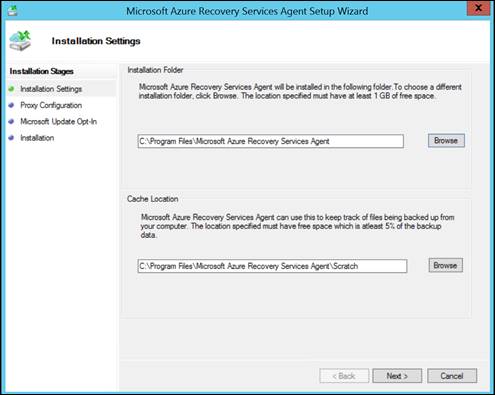 Microsoft Azure Recovery Services Agent Setup Wizard
x
Installation Settings
Installation Stages
Installation Settings
Proxy Configuration
Microsoft Update Opt-In
Installation
Installation Folder
Microsoft Azure Recovery Services Agent will be installed in the following folder.To choose a different
installation folder, click Browse. The location specified must have at least 1 GB of free space.
C:\Program Files\Microsoft Azure Recovery Services Agent
Browse
Cache Location
Microsoft Azure Recovery Services Agent can use this to keep track of files being backed up from
your computer. The location specified must have free space which is atleast 5% of the backup
data.
C:\Program Files\Microsoft Azure Recovery Services Agent\Scratch
Browse
< Back
Next >
Cancel